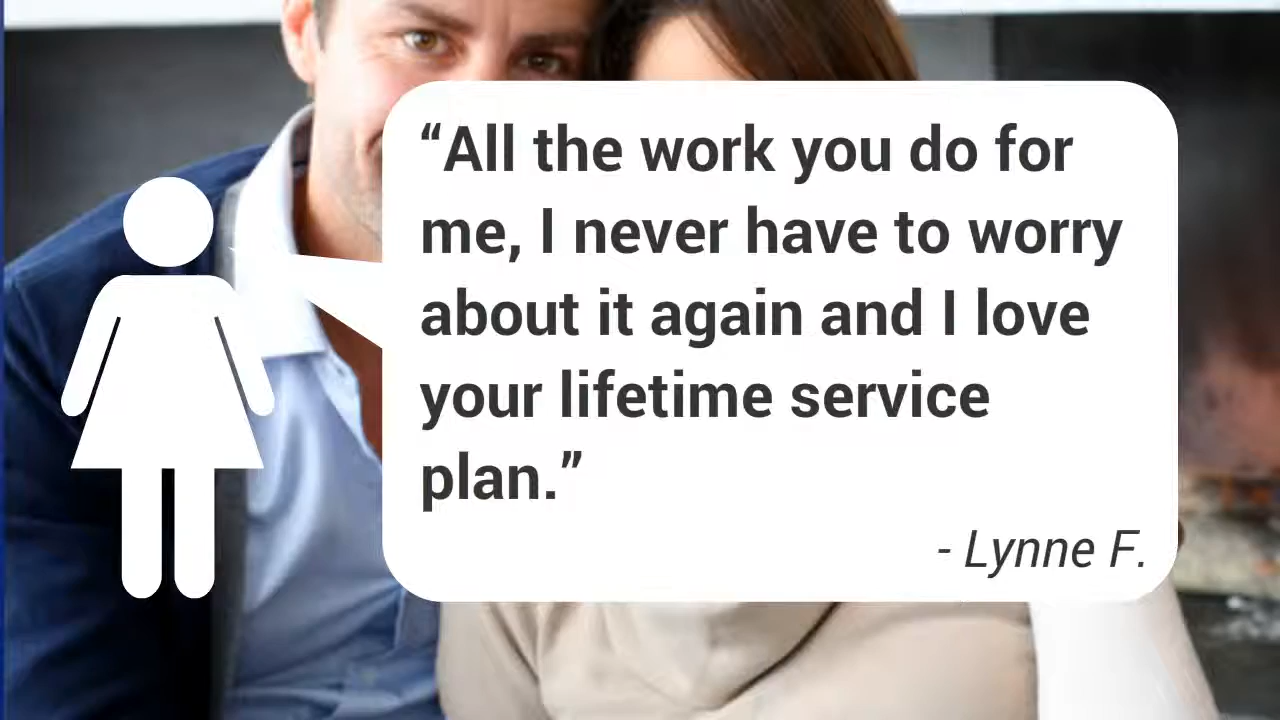 “All the work you do for
me, I never have to worry
about it again and I love
your lifetime service
plan.”
- Lynne F.